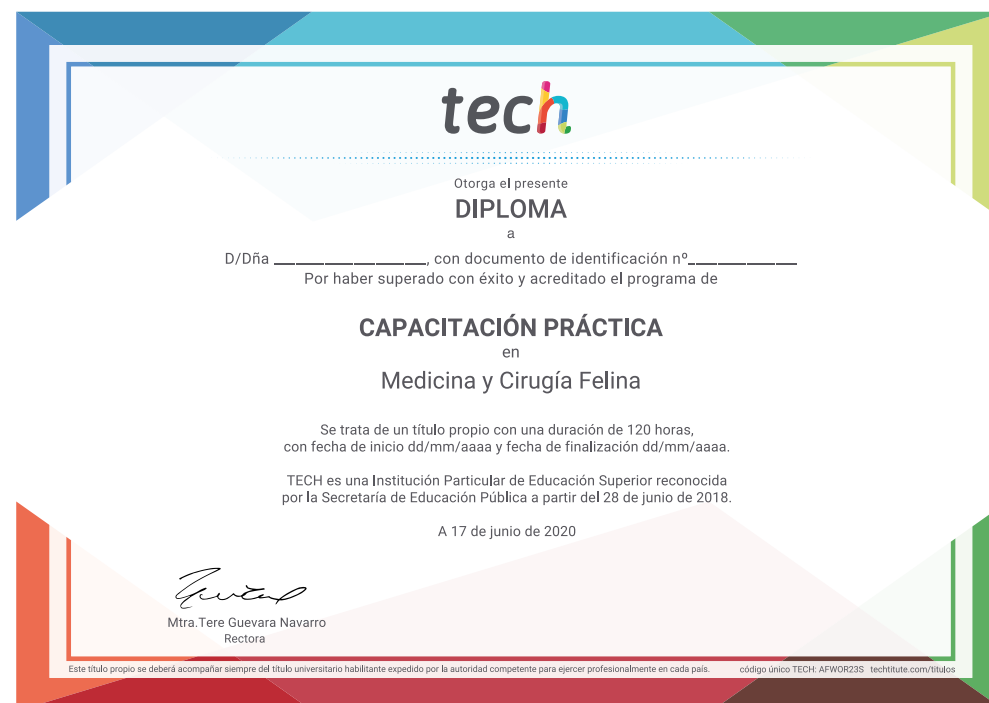 tech
Otorga el presente
DIPLOMA
a
D/Dña ______________, con documento de identificación nº__________
Por haber superado con éxito y acreditado el programa de
CAPACITACIÓN PRÁCTICA
en
Medicina y Cirugía Felina
Se trata de un título propio con una duración de 120 horas,
con fecha de inicio dd/mm/aaaa y fecha de finalización dd/mm/aaaa.
TECH es una Institución Particular de Educación Superior reconocida
por la Secretaría de Educación Pública a partir del 28 de junio de 2018.
A 17 de junio de 2020
Mtra.Tere Guevara Navarro
Rectora
Este título propio se deberá acompañar siempre del título universitario habilitante expedido por la autoridad competente para ejercer profesionalmente en cada país. código único TECH: AFWOR23S techtitute.com/titulos